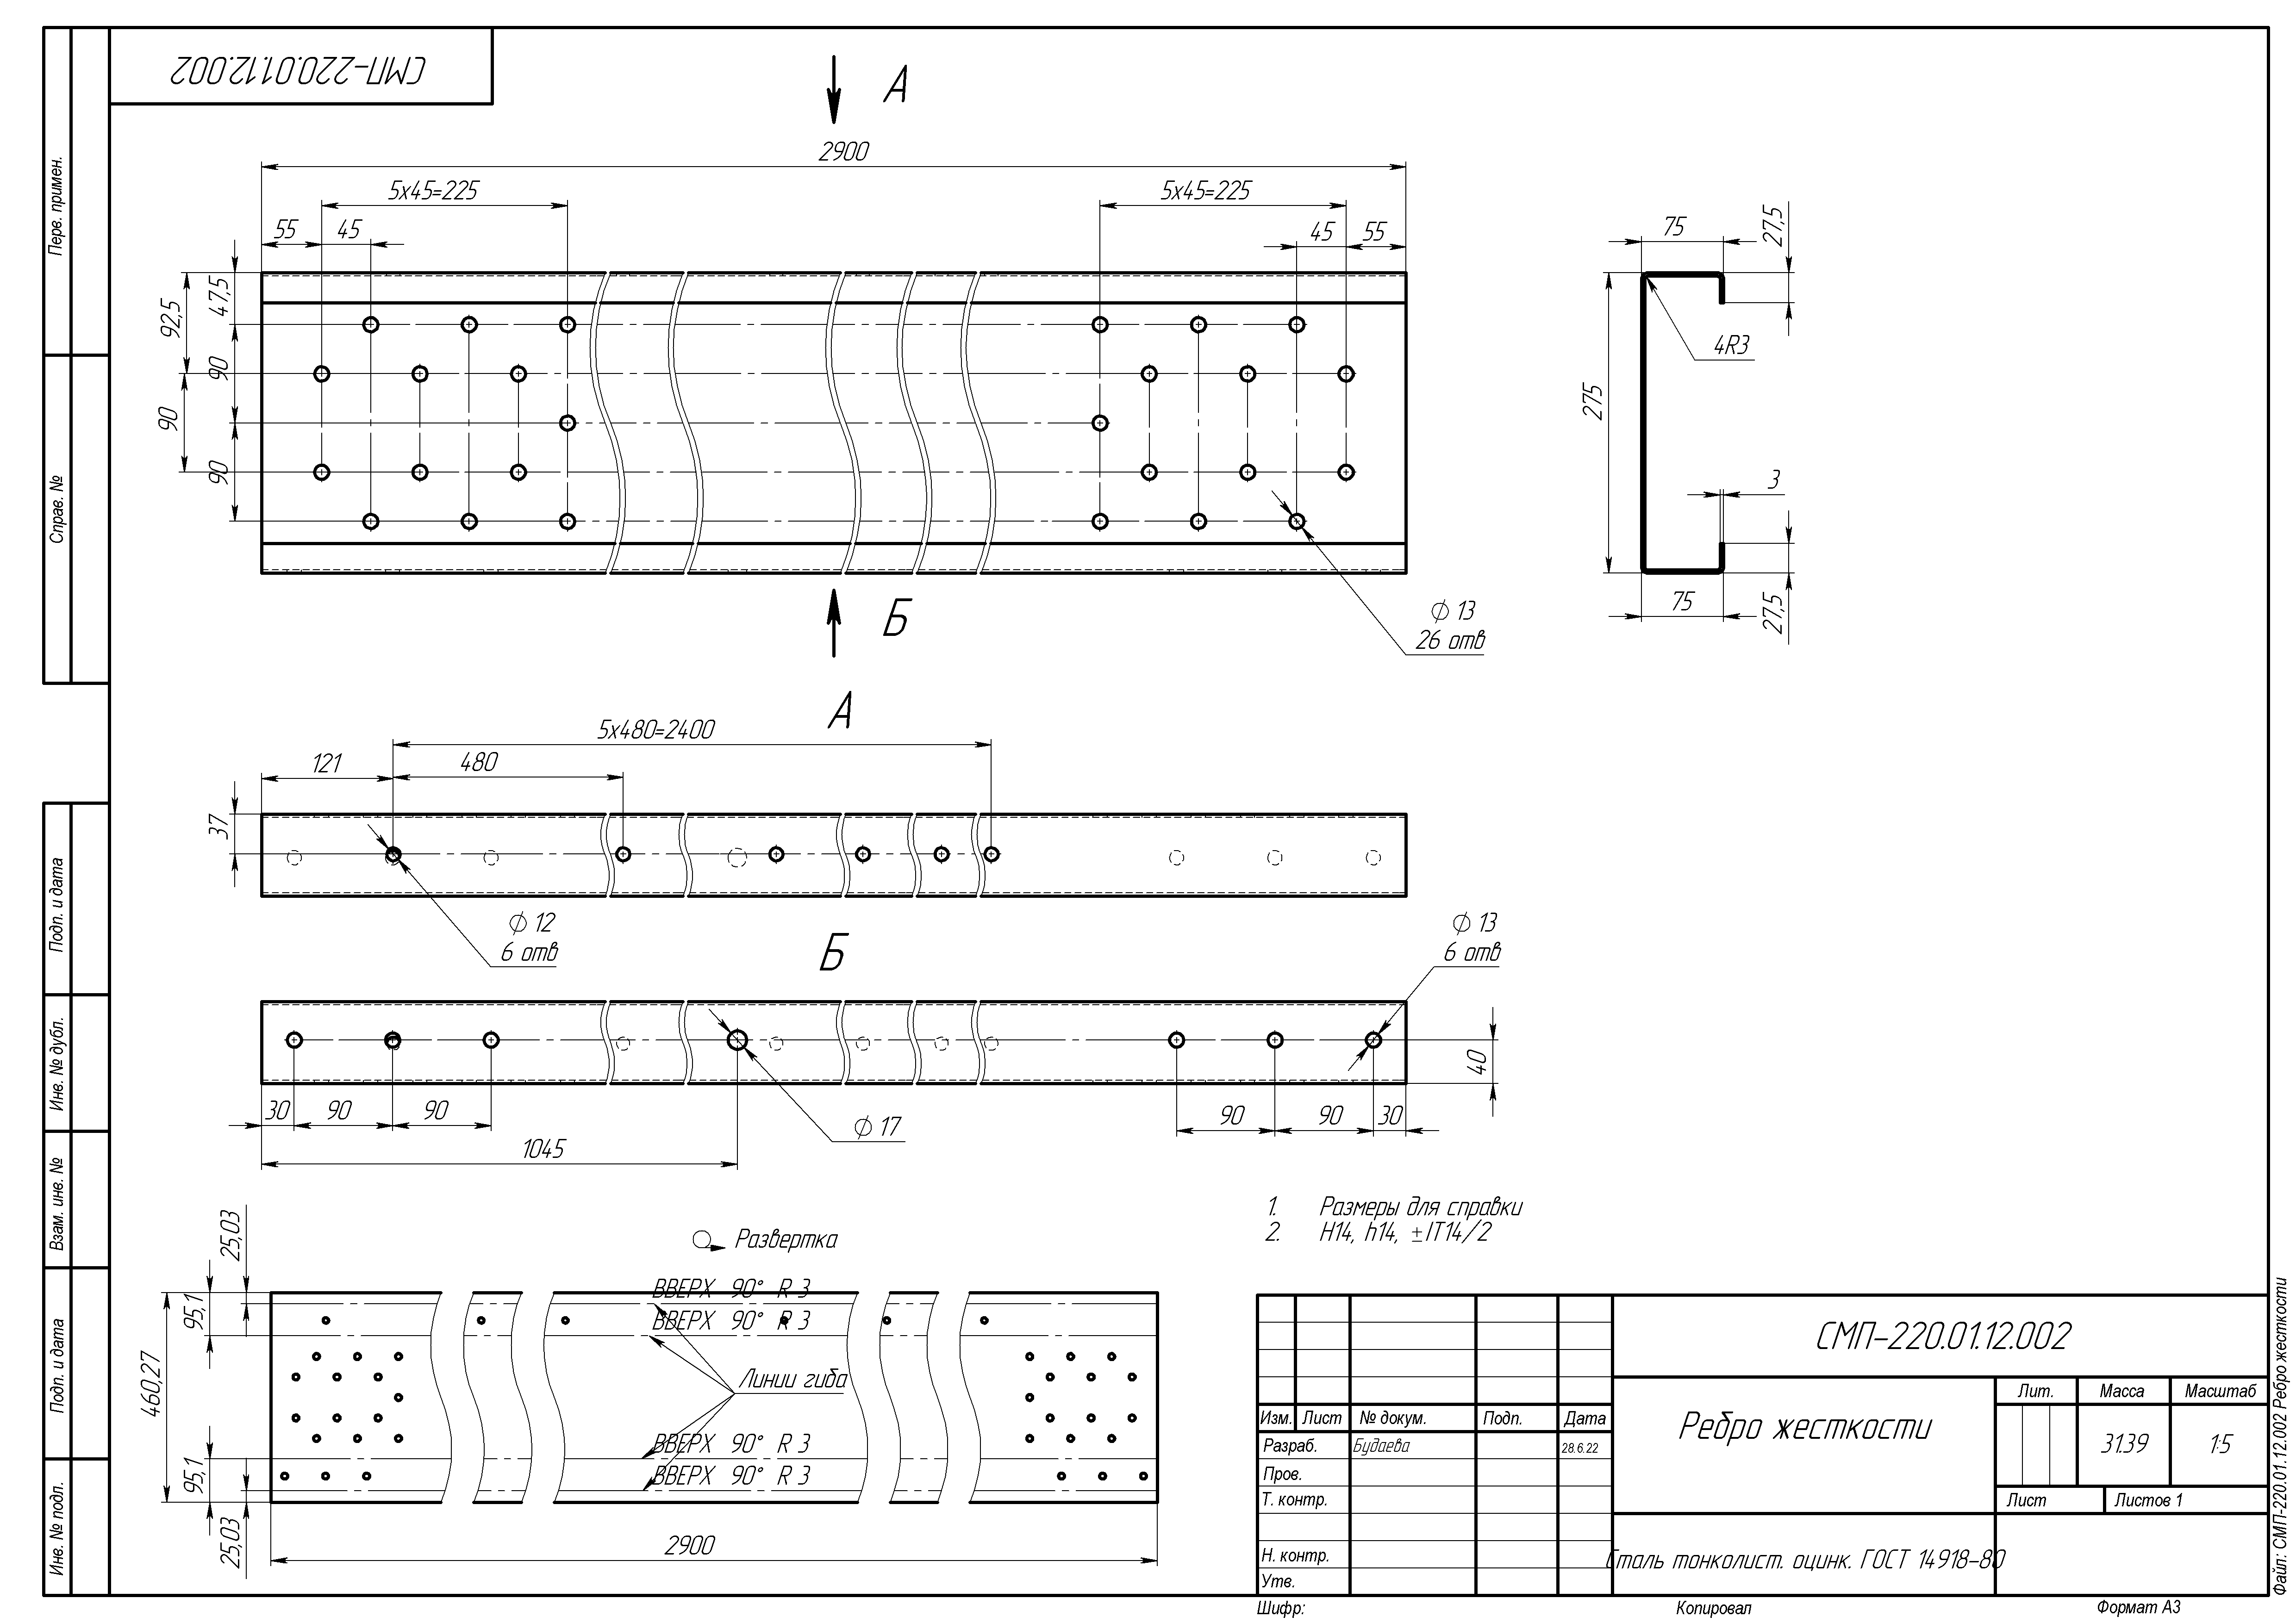 СМП-220.01.12.002
Перв. примен.
Справ. №
Подп. и дата
Инв. № дубл.
Взам. инв. №
Подп. и дата
Инв. № подл.
А
2900
5x45=225
5x45=225
55
45
45
55
92,5
47,5
90
90
90
Б
⌀ 13
26 отв
75
27,5
4R3
275
3
75
27,5
А
5x480=2400
121
480
37
⌀ 12
6 отв
Б
⌀ 13
6 отв
30
90
90
1045
⌀ 17
90
90
30
40
1. Размеры для справки
2. H14, h14, ±IT14/2
Развертка
25,03
95,1
460,27
95,1
25,03
ВВЕРХ 90° R 3
ВВЕРХ 90° R 3
Линии гиба
ВВЕРХ 90° R 3
ВВЕРХ 90° R 3
2900
СМП-220.01.12.002
Изм. Лист № докум. Подп. Дата
Разраб. Будаева 28.6.22
Пров.
Т. контр.
Н. контр.
Утв.
Ребро жесткости
Лит. Масса Масштаб
31.39 1:5
Лист Листов 1
Сталь тонколист. оцинк. ГОСТ 14918-80
Шифр: Копировал Формат А3
Файл: СМП-220.01.12.002 Ребро жесткости